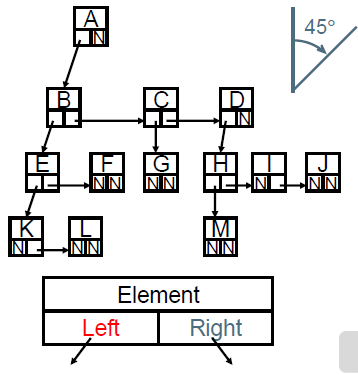 A
N
45°
B C D
N
E F G H I J
N N N N N N N N
K L M
N N N N N
Element
Left Right